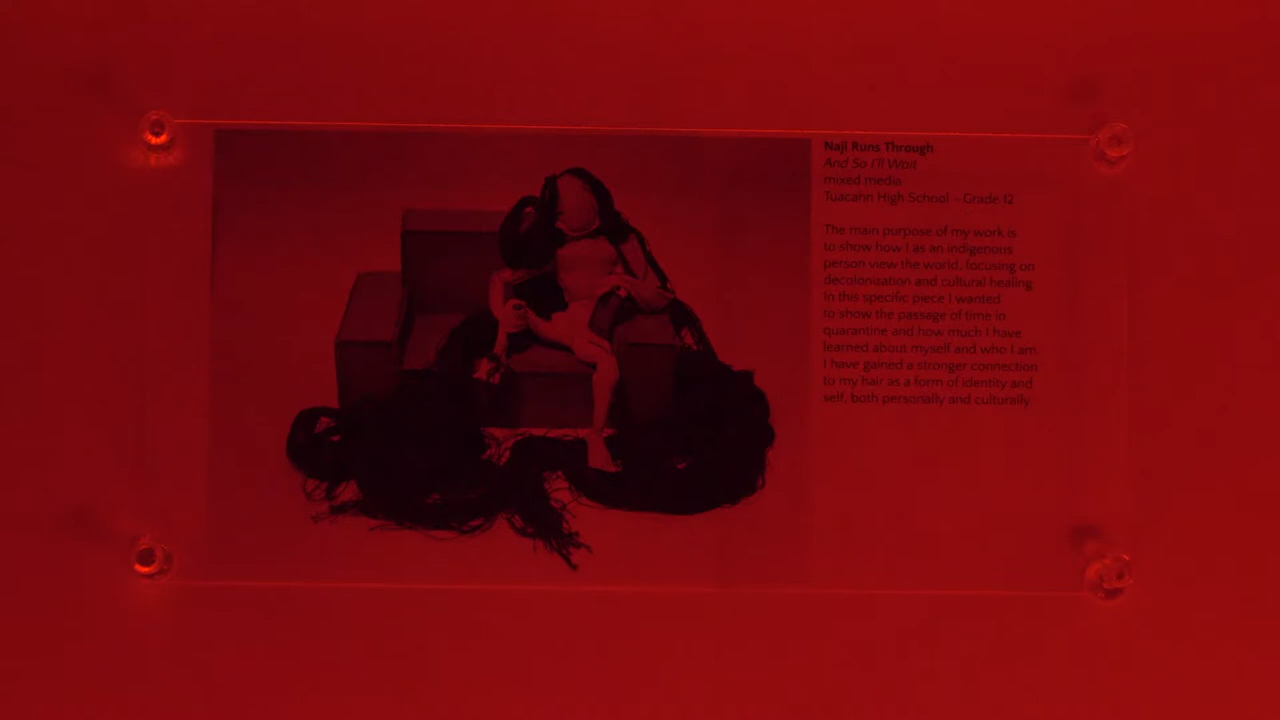 Naji Runs Through
And So I'll Wait
mixed media
Tuacahn High School - Grade 12
The main purpose of my work is
to show how I as an indigenous
person view the world, focusing on
decolonization and cultural healing.
In this specific piece I wanted
to show the passage of time in
quarantine and how much I have
learned about myself and who I am.
I have gained a stronger connection
to my hair as a form of identity and
self, both personally and culturally.